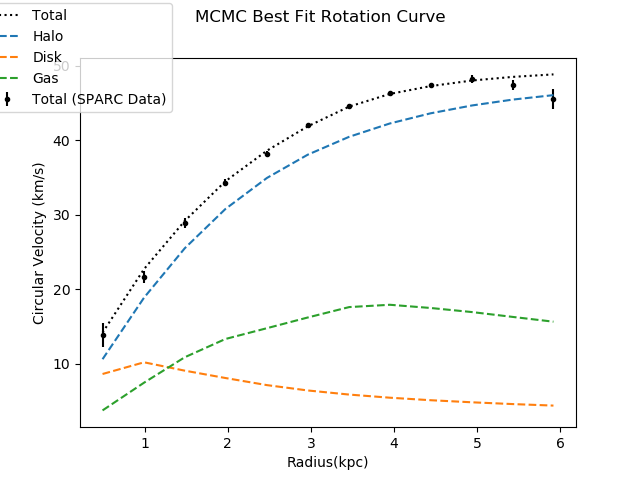 MCMC Best Fit Rotation Curve
Total
Halo
Disk
Gas
Total (SPARC Data)
50
40
30
20
10
Circular Velocity (km/s)
1 2 3 4 5 6
Radius(kpc)